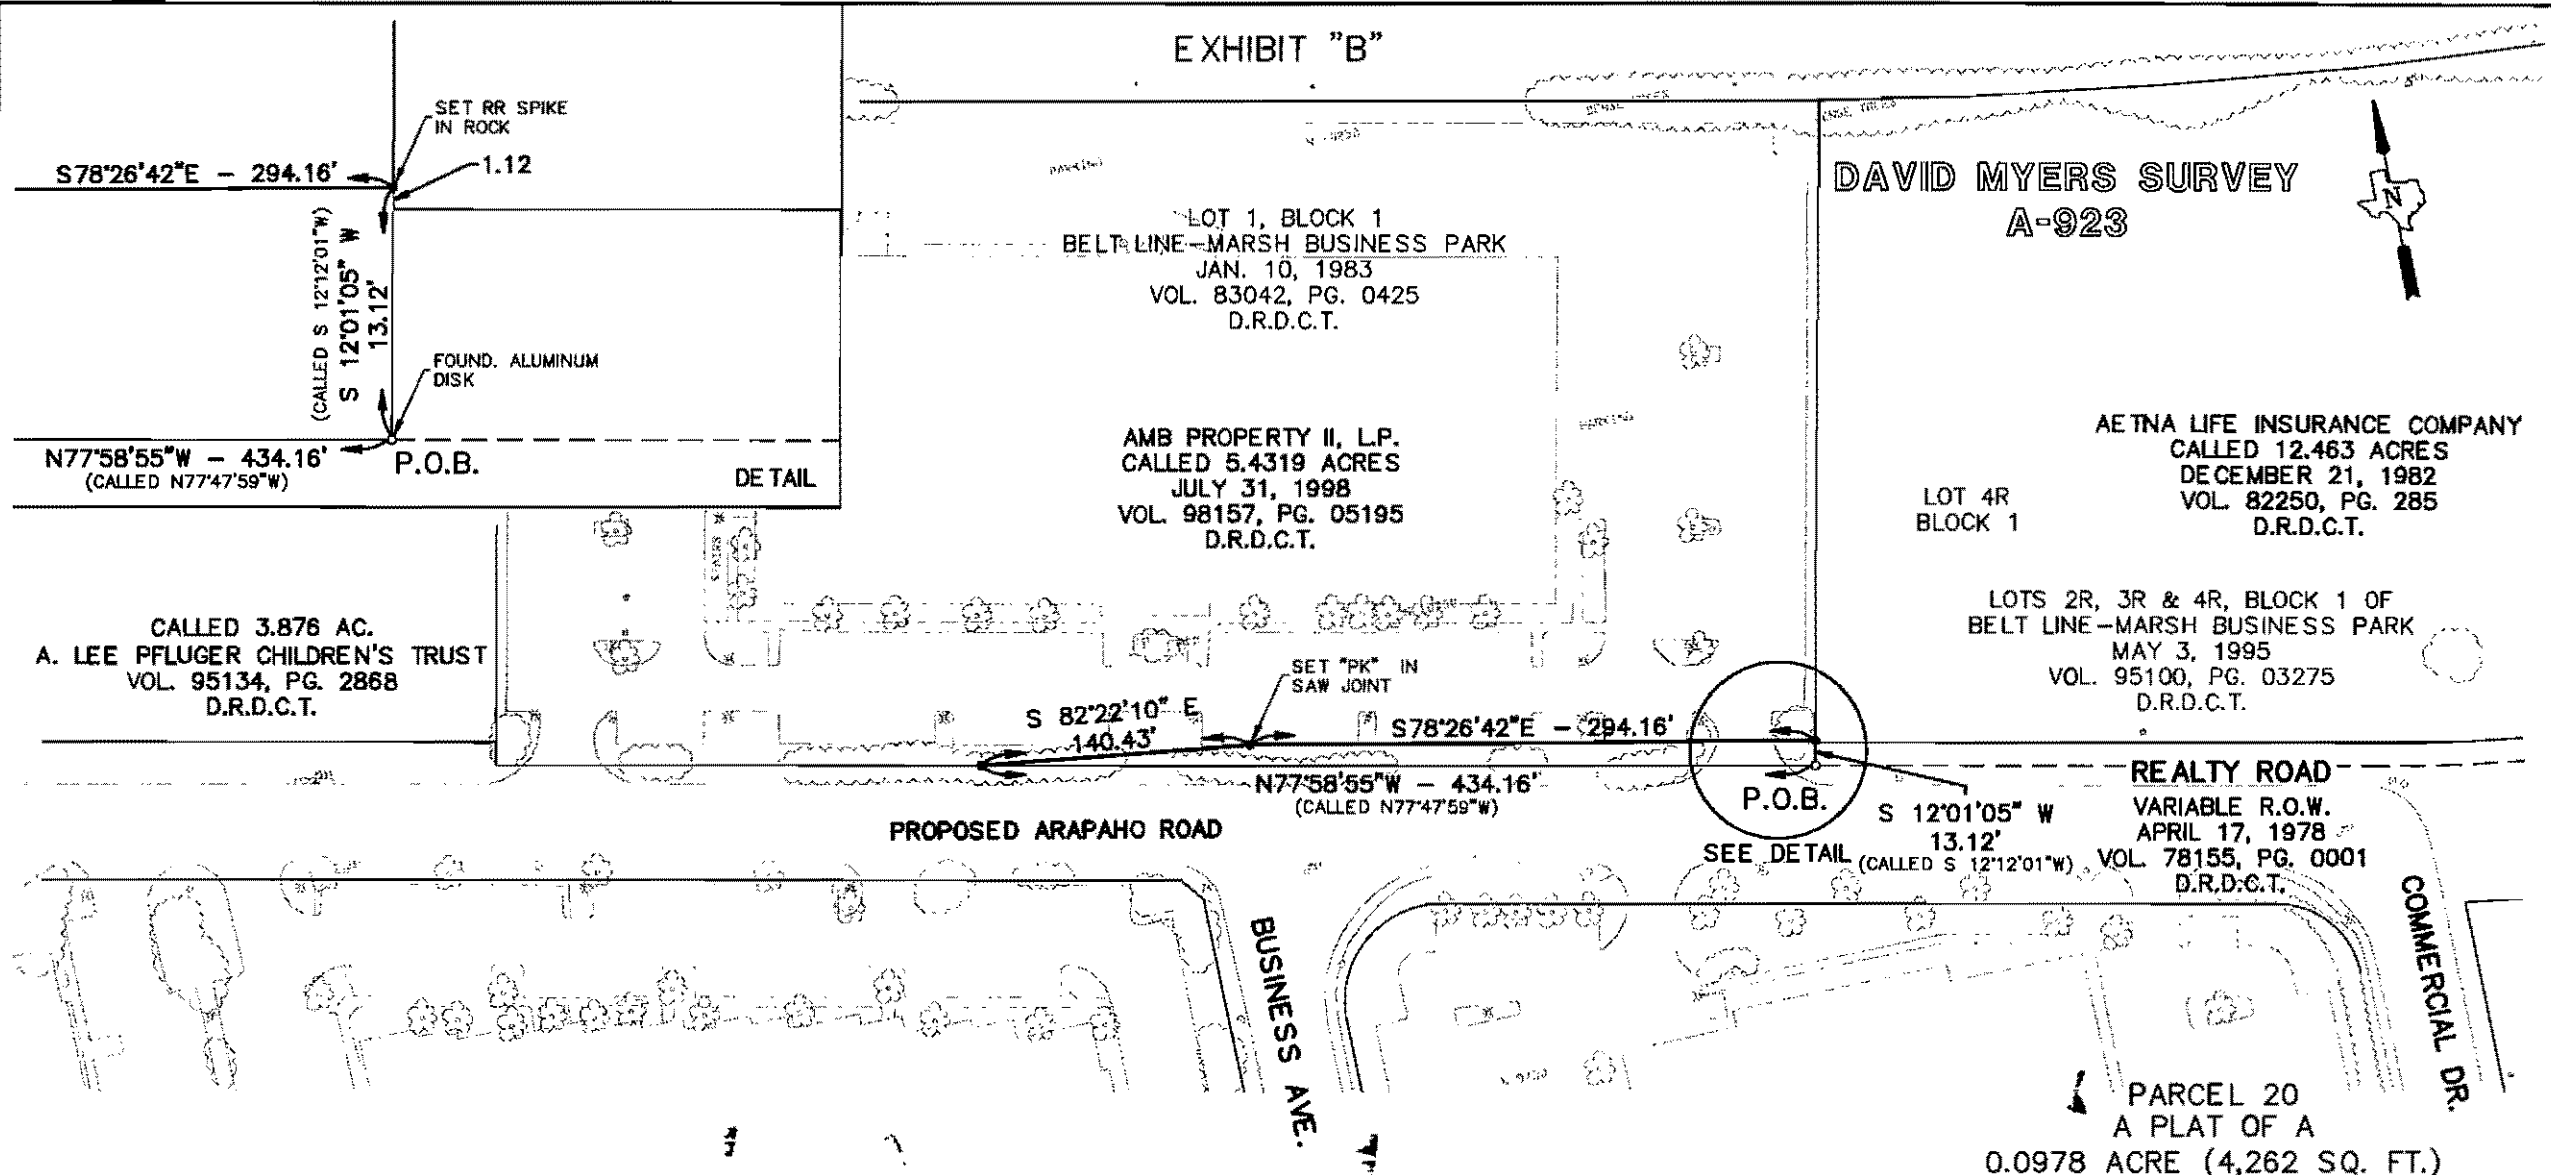 EXHIBIT "B"
SET RR SPIKE
IN ROCK
1.12
S78°26'42"E - 294.16'
(CALLED S 12°12'01"W)
S 12°01'05" W
13.12'
FOUND. ALUMINUM
DISK
N77°58'55"W - 434.16'
(CALLED N77°47'59"W)
P.O.B.
DETAIL
PARKING
LOT 1, BLOCK 1
BELT LINE-MARSH BUSINESS PARK
JAN. 10, 1983
VOL. 83042, PG. 0425
D.R.D.C.T.
DAVID MYERS SURVEY
A-923
N
AMB PROPERTY II, L.P.
CALLED 5.4319 ACRES
JULY 31, 1998
VOL. 98157, PG. 05195
D.R.D.C.T.
PARKING
AETNA LIFE INSURANCE COMPANY
CALLED 12.463 ACRES
DECEMBER 21, 1982
VOL. 82250, PG. 285
D.R.D.C.T.
LOT 4R
BLOCK 1
LOTS 2R, 3R & 4R, BLOCK 1 OF
BELT LINE-MARSH BUSINESS PARK
MAY 3, 1995
VOL. 95100, PG. 03275
D.R.D.C.T.
CALLED 3.876 AC.
A. LEE PFLUGER CHILDREN'S TRUST
VOL. 95134, PG. 2868
D.R.D.C.T.
SET "PK" IN
SAW JOINT
S 82°22'10" E
140.43'
S78°26'42"E - 294.16'
N77°58'55"W - 434.16'
(CALLED N77°47'59"W)
P.O.B.
SEE DETAIL
S 12°01'05" W
13.12'
(CALLED S 12°12'01"W)
REALTY ROAD
VARIABLE R.O.W.
APRIL 17, 1978
VOL. 78155, PG. 0001
D.R.D.C.T.
PROPOSED ARAPAHO ROAD
BUSINESS AVE.
COMMERCIAL DR.
PARCEL 20
A PLAT OF A
0.0978 ACRE (4,262 SQ. FT.)